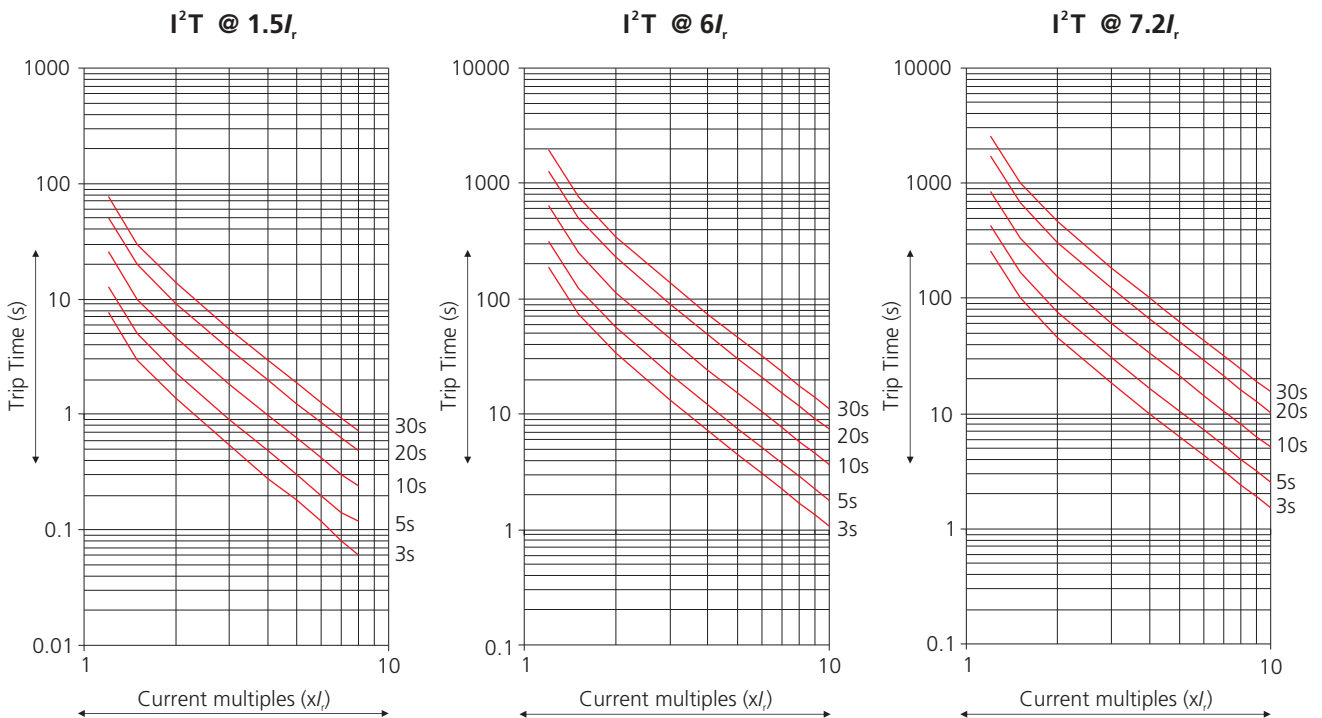 I²T @ 1.5Ir
1000
100
10
1
0.1
0.01
Trip Time (s)
30s
20s
10s
5s
3s
1
10
Current multiples (xIr)
I²T @ 6Ir
10000
1000
100
10
1
0.1
Trip Time (s)
30s
20s
10s
5s
3s
1
10
Current multiples (xIr)
I²T @ 7.2Ir
10000
1000
100
10
1
0.1
Trip Time (s)
30s
20s
10s
5s
3s
1
10
Current multiples (xIr)